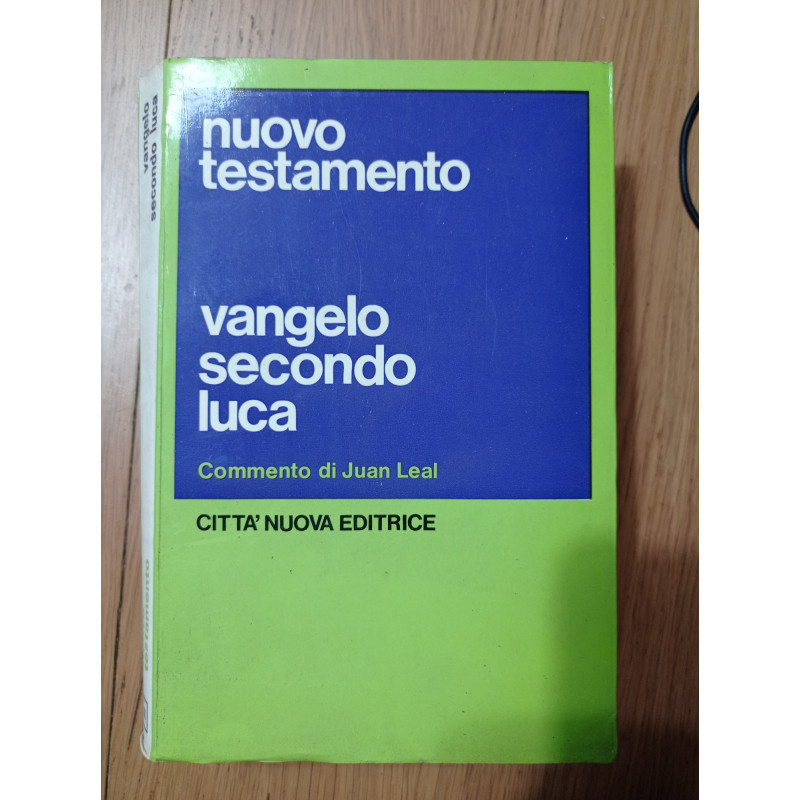 nuovo
testamento
vangelo
secondo
luca
Commento di Juan Leal
CITTA' NUOVA EDITRICE
vangelo
secondo luca
testamento